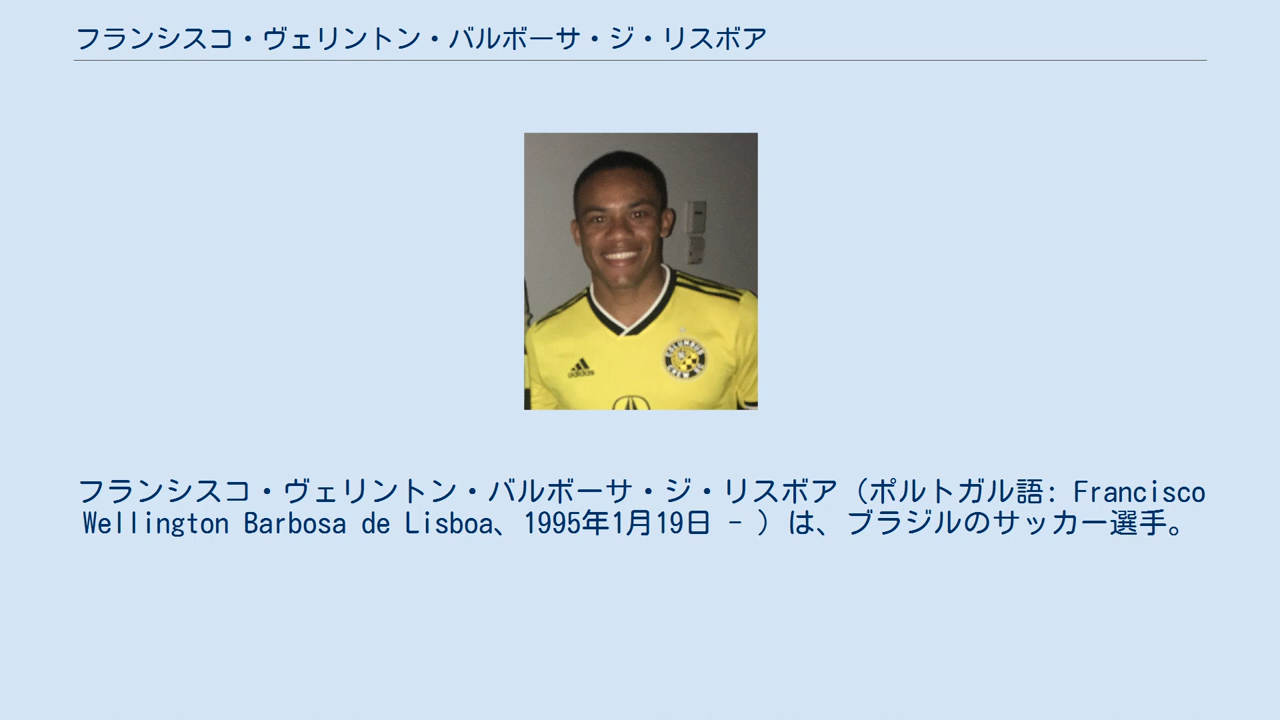 フランシスコ・ヴェリントン・バルボーサ・ジ・リスボア
adidas
COLUMBUS
CREW SC
フランシスコ・ヴェリントン・バルボーサ・ジ・リスボア（ポルトガル語: Francisco
Wellington Barbosa de Lisboa、1995年1月19日 - ）は、ブラジルのサッカー選手。